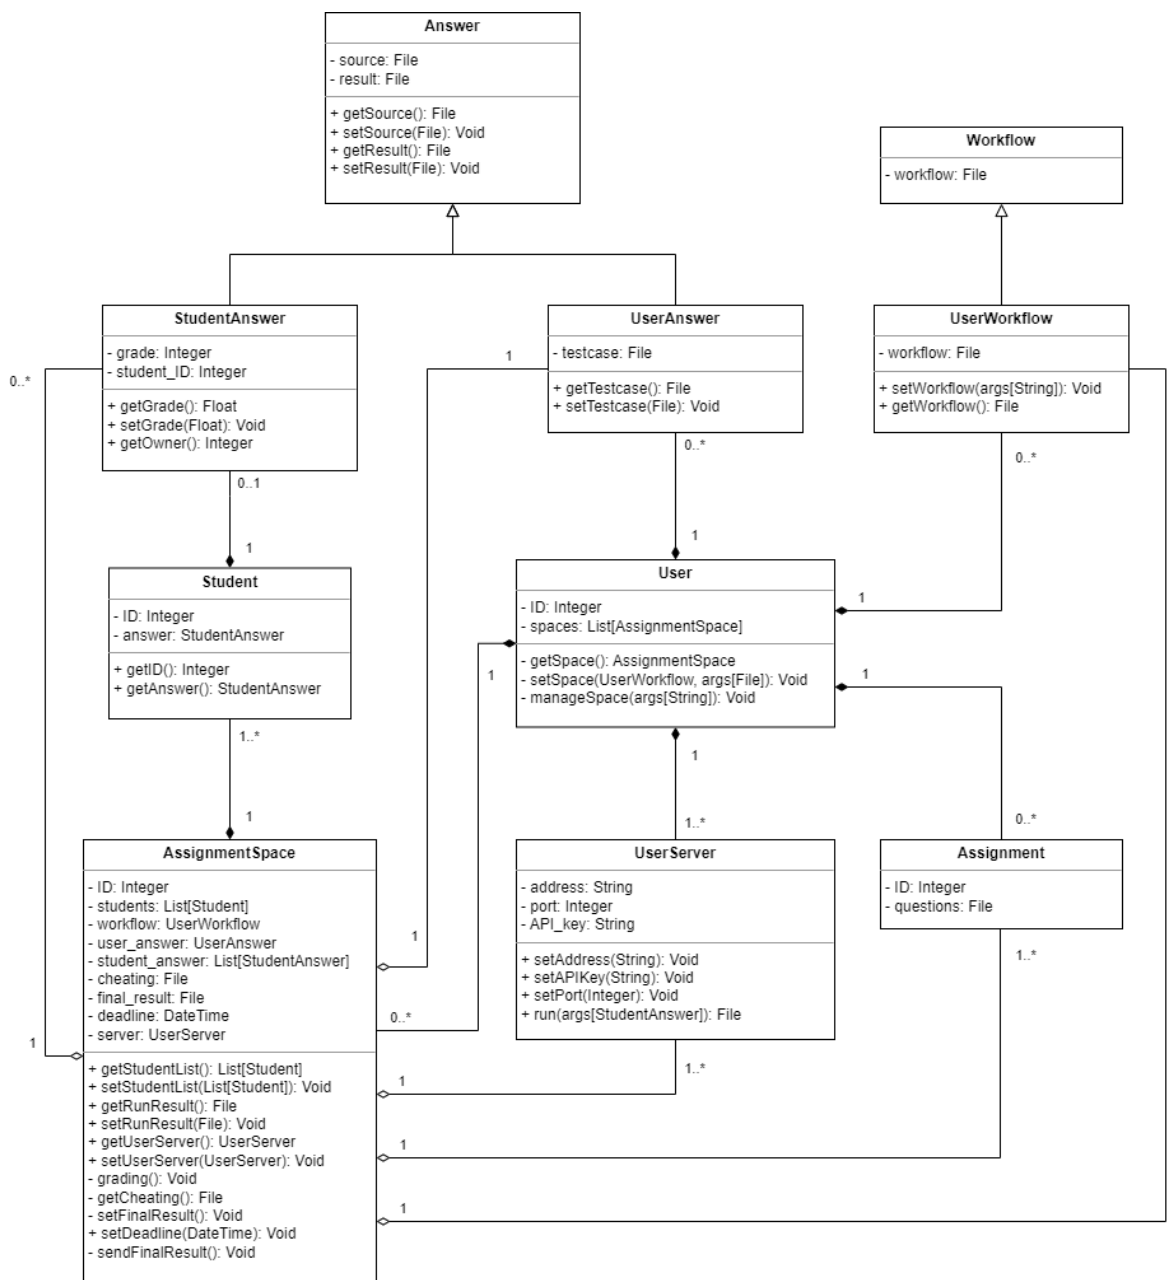 Answer
- source: File
- result: File
+ getSource(): File
+ setSource(File): Void
+ getResult(): File
+ setResult(File): Void
Workflow
- workflow: File
StudentAnswer
- grade: Integer
- student_ID: Integer
+ getGrade(): Float
+ setGrade(Float): Void
+ getOwner(): Integer
UserAnswer
- testcase: File
+ getTestcase(): File
+ setTestcase(File): Void
UserWorkflow
- workflow: File
+ setWorkflow(args[String]): Void
+ getWorkflow(): File
0..*
1
0..1
1
0..*
1
0..*
1
Student
- ID: Integer
- answer: StudentAnswer
+ getID(): Integer
+ getAnswer(): StudentAnswer
User
- ID: Integer
- spaces: List[AssignmentSpace]
- getSpace(): AssignmentSpace
- setSpace(UserWorkflow, args[File]): Void
- manageSpace(args[String]): Void
1
1
1..*
1
1
1..*
0..*
AssignmentSpace
- ID: Integer
- students: List[Student]
- workflow: UserWorkflow
- user_answer: UserAnswer
- student_answer: List[StudentAnswer]
- cheating: File
- final_result: File
- deadline: DateTime
- server: UserServer
+ getStudentList(): List[Student]
+ setStudentList(List[Student]): Void
+ getRunResult(): File
+ setRunResult(File): Void
+ getUserServer(): UserServer
+ setUserServer(UserServer): Void
- grading(): Void
- getCheating(): File
- setFinalResult(): Void
+ setDeadline(DateTime): Void
- sendFinalResult(): Void
UserServer
- address: String
- port: Integer
- API_key: String
+ setAddress(String): Void
+ setAPIKey(String): Void
+ setPort(Integer): Void
+ run(args[StudentAnswer]): File
Assignment
- ID: Integer
- questions: File
1
1..*
0..*
1
1..*
1
1
1